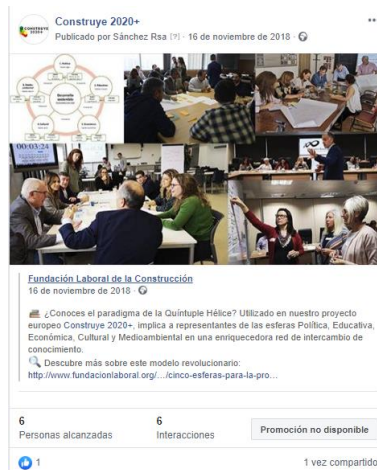 Construye 2020+
Publicado por Sánchez Rsa [?] · 16 de noviembre de 2018 ·
00:03:24
Fundación Laboral de la Construcción
16 de noviembre de 2018 ·
¿Conoces el paradigma de la Quíntuple Hélice? Utilizado en nuestro proyecto
europeo Construye 2020+, implica a representantes de las esferas Política, Educativa,
Económica, Cultural y Medioambiental en una enriquecedora red de intercambio de
conocimiento.
Descubre más sobre este modelo revolucionario:
http://www.fundacionlaboral.org/…/cinco-esferas-para-la-pro…
6
Personas alcanzadas
6
Interacciones
Promoción no disponible
1
1 vez compartido